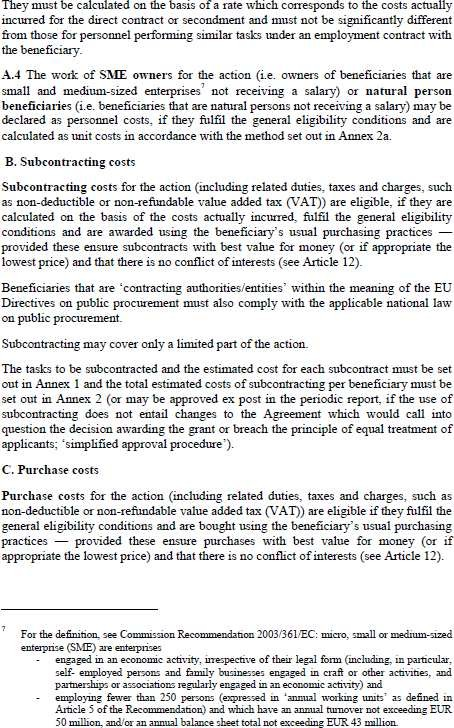 They must be calculated on the basis of a rate which corresponds to the costs actually
incurred for the direct contract or secondment and must not be significantly different
from those for personnel performing similar tasks under an employment contract with
the beneficiary.
A.4 The work of SME owners for the action (i.e. owners of beneficiaries that are
small and medium-sized enterprises7 not receiving a salary) or natural person
beneficiaries (i.e. beneficiaries that are natural persons not receiving a salary) may be
declared as personnel costs, if they fulfil the general eligibility conditions and are
calculated as unit costs in accordance with the method set out in Annex 2a.
B. Subcontracting costs
Subcontracting costs for the action (including related duties, taxes and charges, such
as non-deductible or non-refundable value added tax (VAT)) are eligible, if they are
calculated on the basis of the costs actually incurred, fulfil the general eligibility
conditions and are awarded using the beneficiary's usual purchasing practices —
provided these ensure subcontracts with best value for money (or if appropriate the
lowest price) and that there is no conflict of interests (see Article 12).
Beneficiaries that are 'contracting authorities/entities' within the meaning of the EU
Directives on public procurement must also comply with the applicable national law
on public procurement.
Subcontracting may cover only a limited part of the action.
The tasks to be subcontracted and the estimated cost for each subcontract must be set
out in Annex 1 and the total estimated costs of subcontracting per beneficiary must be
set out in Annex 2 (or may be approved ex post in the periodic report, if the use of
subcontracting does not entail changes to the Agreement which would call into
question the decision awarding the grant or breach the principle of equal treatment of
applicants; 'simplified approval procedure').
C. Purchase costs
Purchase costs for the action (including related duties, taxes and charges, such as
non-deductible or non-refundable value added tax (VAT)) are eligible if they fulfil the
general eligibility conditions and are bought using the beneficiary's usual purchasing
practices — provided these ensure purchases with best value for money (or if
appropriate the lowest price) and that there is no conflict of interests (see Article 12).
7 For the definition, see Commission Recommendation 2003/361/EC: micro, small or medium-sized
enterprise (SME) are enterprises
- engaged in an economic activity, irrespective of their legal form (including, in particular,
self- employed persons and family businesses engaged in craft or other activities, and
partnerships or associations regularly engaged in an economic activity) and
- employing fewer than 250 persons (expressed in 'annual working units' as defined in
Article 5 of the Recommendation) and which have an annual turnover not exceeding EUR
50 million, and/or an annual balance sheet total not exceeding EUR 43 million.